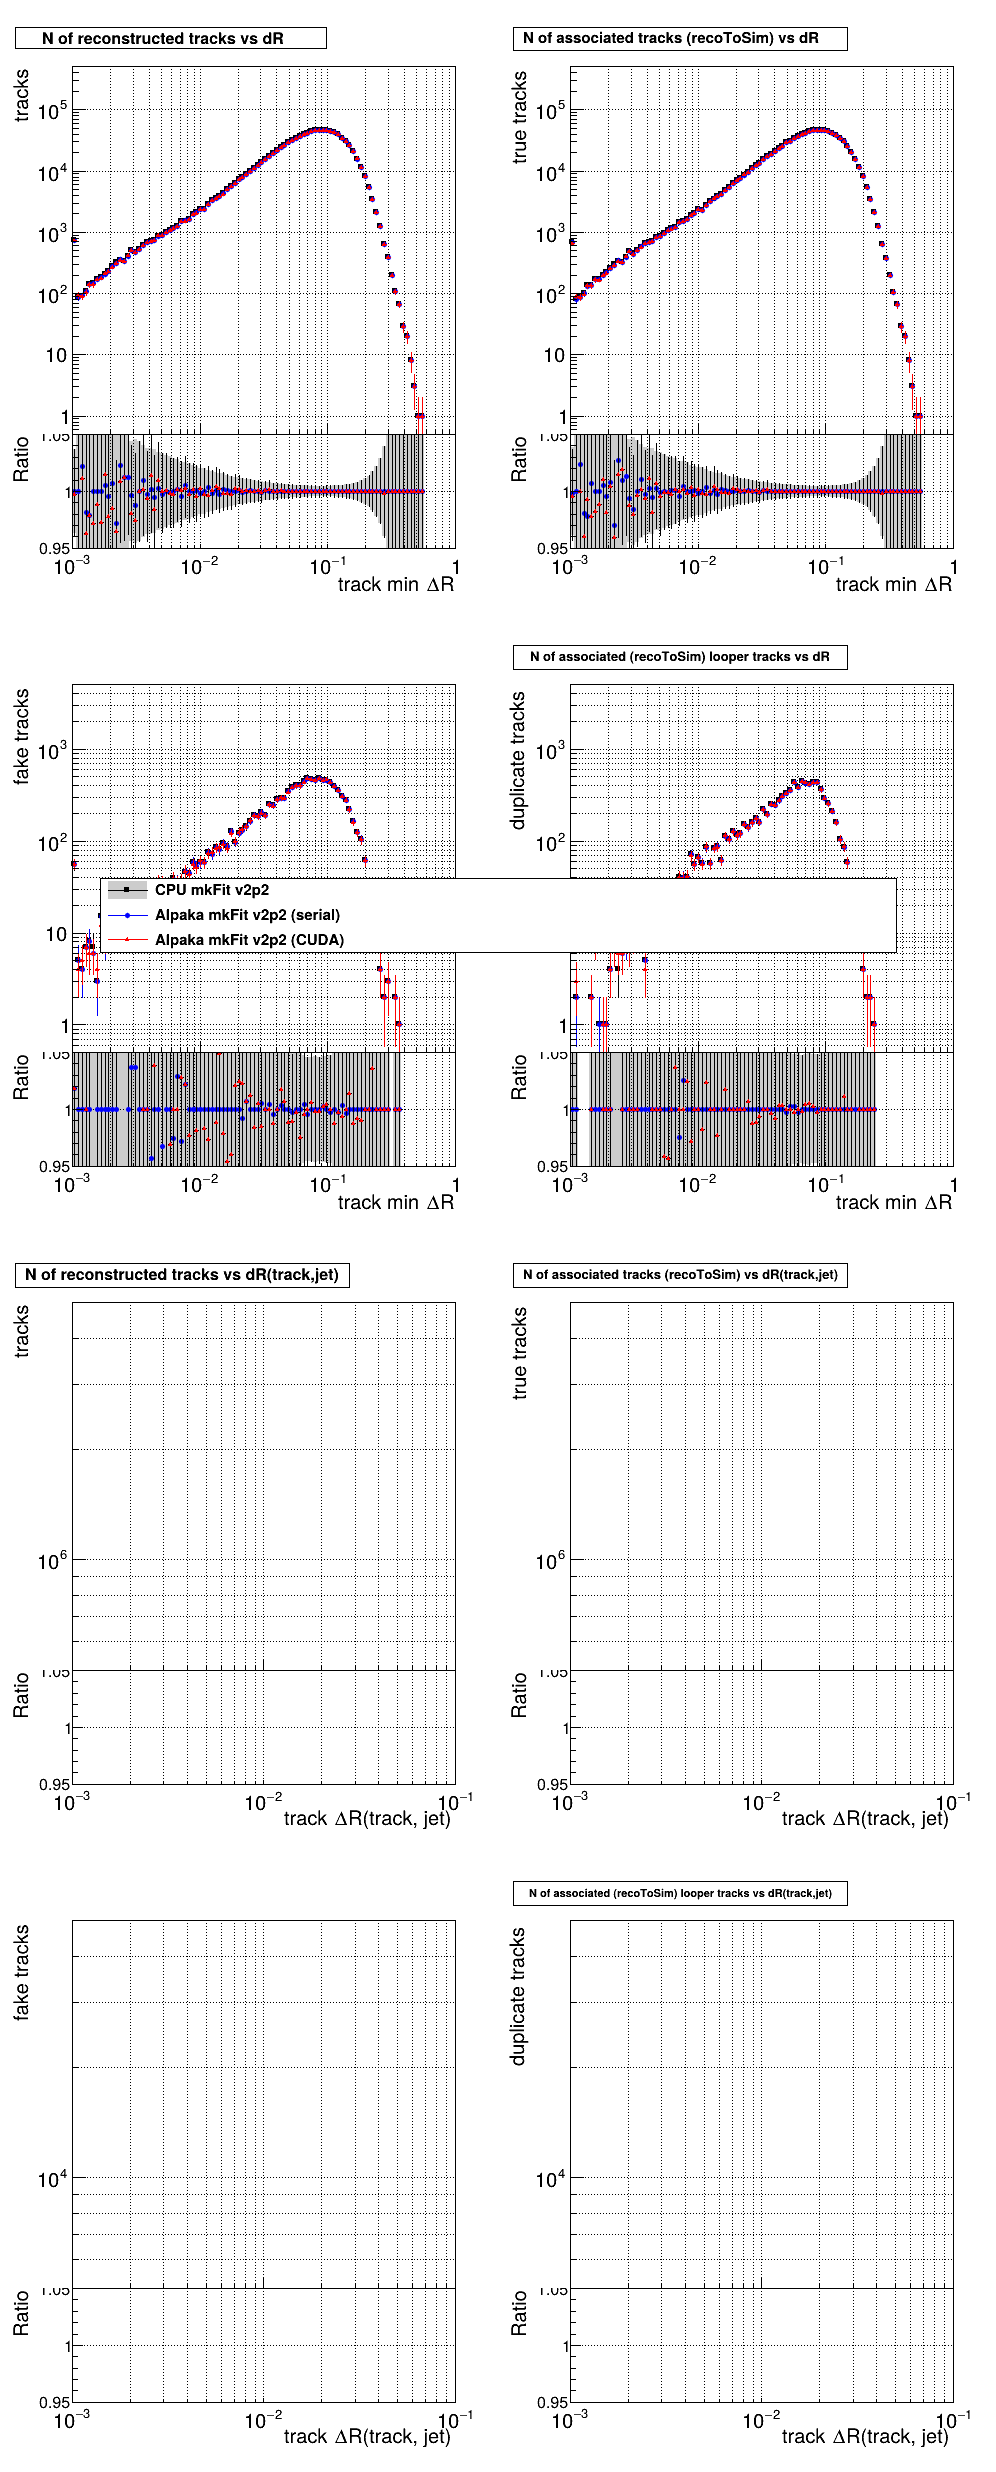 N of reconstructed tracks vs dR
tracks
10^5
10^4
10^3
10^2
10
1
Ratio
1.05
1
0.95
10^−3
10^−2
10^−1
1
track min ΔR
N of associated tracks (recoToSim) vs dR
true tracks
10^5
10^4
10^3
10^2
10
1
Ratio
1.05
1
0.95
10^−3
10^−2
10^−1
1
track min ΔR
fake tracks
10^3
10^2
10
1
Ratio
1.05
1
0.95
10^−3
10^−2
10^−1
1
track min ΔR
N of associated (recoToSim) looper tracks vs dR
duplicate tracks
10^3
10^2
10
1
Ratio
1.05
1
0.95
10^−3
10^−2
10^−1
1
track min ΔR
CPU mkFit v2p2
Alpaka mkFit v2p2 (serial)
Alpaka mkFit v2p2 (CUDA)
N of reconstructed tracks vs dR(track,jet)
tracks
10^6
Ratio
1.05
1
0.95
10^−3
10^−2
10^−1
track ΔR(track, jet)
N of associated tracks (recoToSim) vs dR(track,jet)
true tracks
10^6
Ratio
1.05
1
0.95
10^−3
10^−2
10^−1
track ΔR(track, jet)
fake tracks
10^4
Ratio
1.05
1
0.95
10^−3
10^−2
10^−1
track ΔR(track, jet)
N of associated (recoToSim) looper tracks vs dR(track,jet)
duplicate tracks
10^4
Ratio
1.05
1
0.95
10^−3
10^−2
10^−1
track ΔR(track, jet)